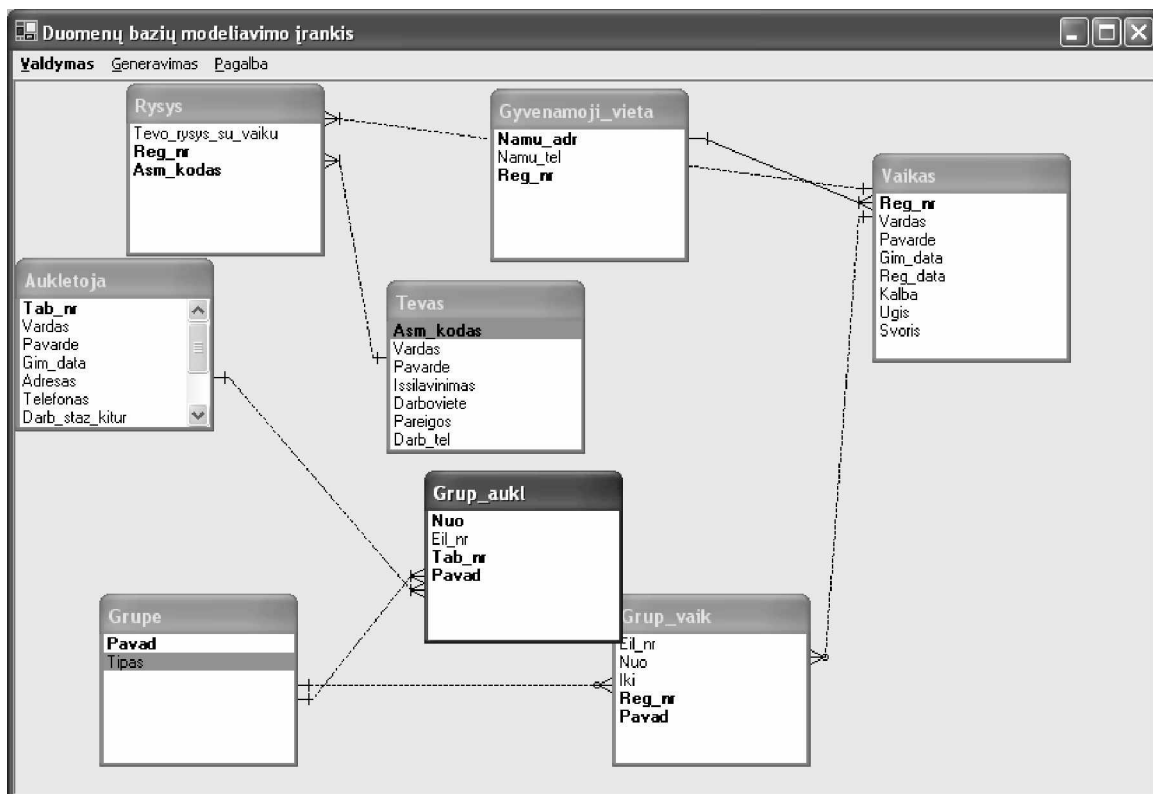 Duomenų bazių modeliavimo įrankis
Valdymas Generavimas Pagalba
Rysys
Tevo_rysys_su_vaiku
Reg_nr
Asm_kodas
Gyvenamoji_vieta
Namu_adr
Namu_tel
Reg_nr
Vaikas
Reg_nr
Vardas
Pavarde
Gim_data
Reg_data
Kalba
Ugis
Svoris
Aukletoja
Tab_nr
Vardas
Pavarde
Gim_data
Adresas
Telefonas
Darb_staz_kitur
Tevas
Asm_kodas
Vardas
Pavarde
Issilavinimas
Darboviete
Pareigos
Darb_tel
Grup_aukl
Nuo
Eil_nr
Tab_nr
Pavad
Grupe
Pavad
Tipas
Grup_vaik
Eil_nr
Nuo
Iki
Reg_nr
Pavad